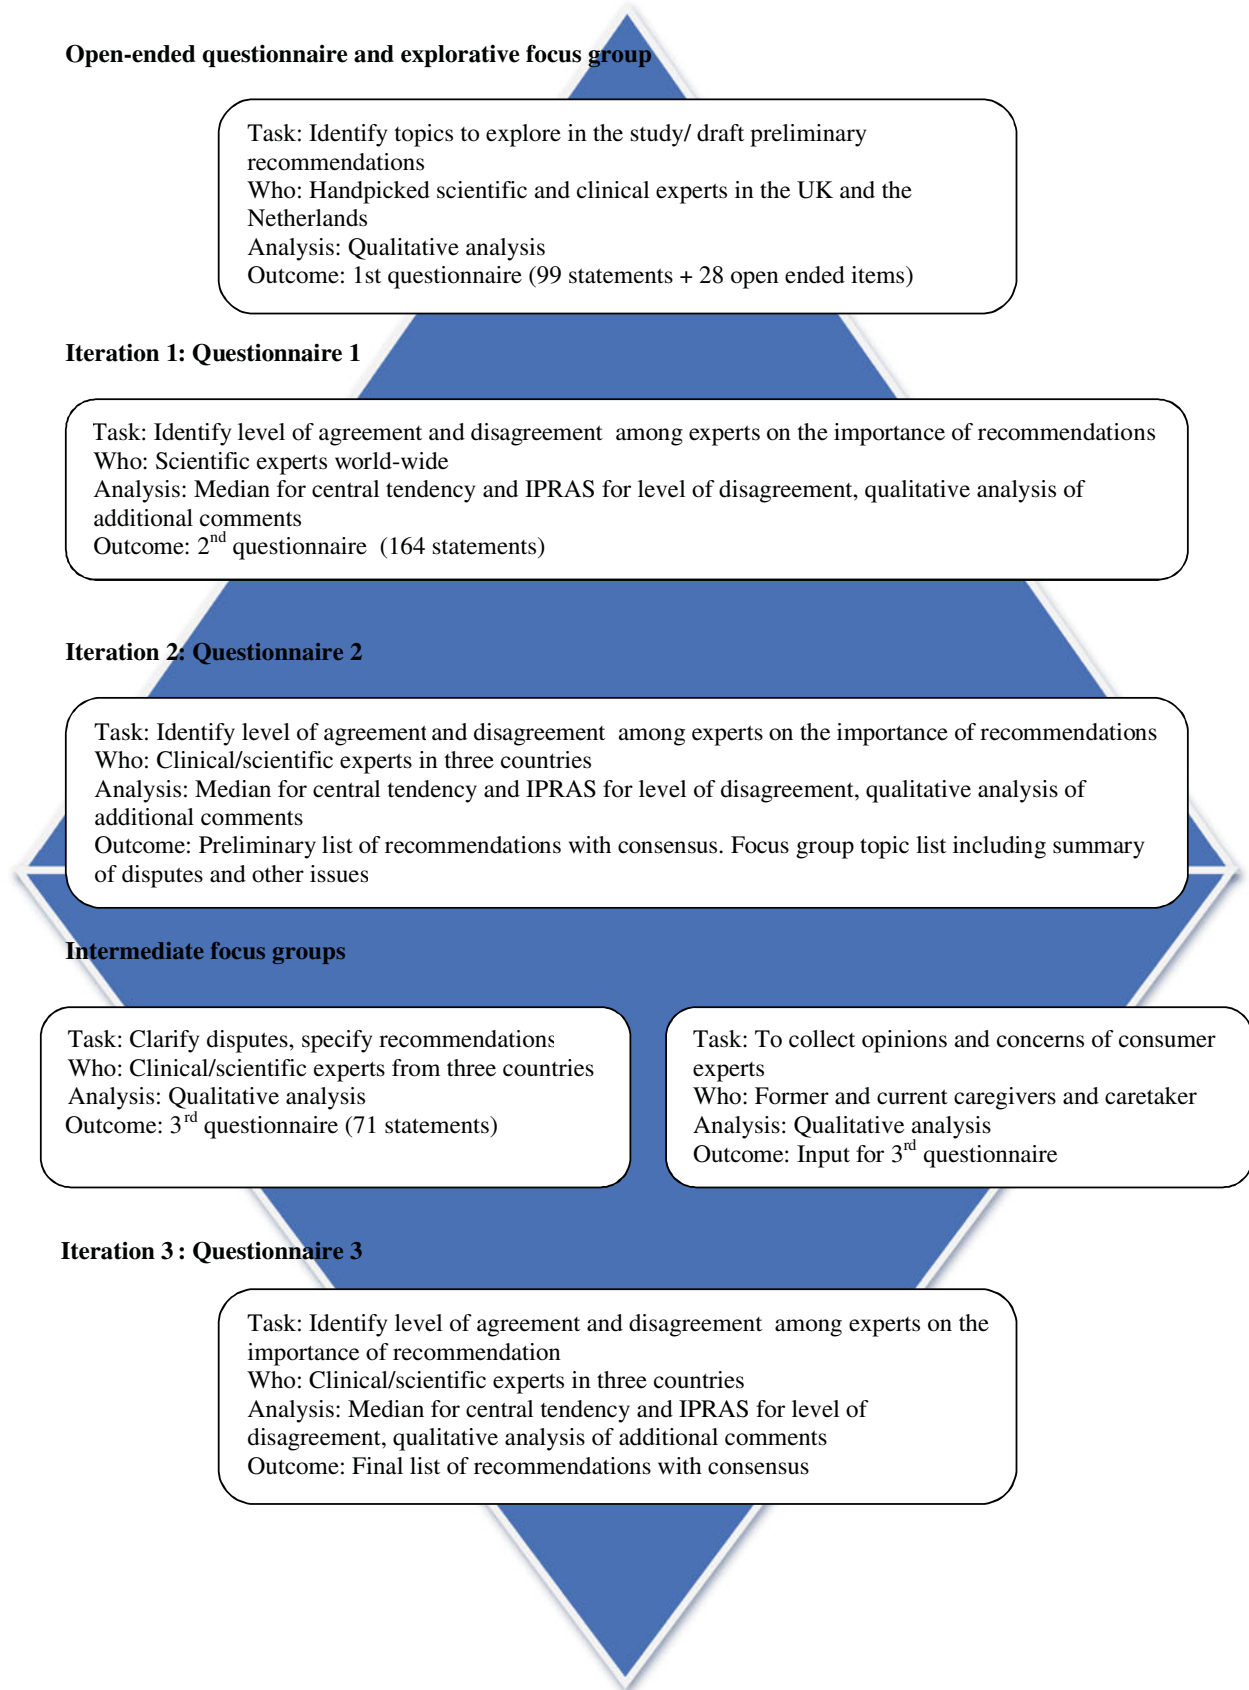 Open-ended questionnaire and explorative focus group
Task: Identify topics to explore in the study/ draft preliminary
recommendations
Who: Handpicked scientific and clinical experts in the UK and the
Netherlands
Analysis: Qualitative analysis
Outcome: 1st questionnaire (99 statements + 28 open ended items)
Iteration 1: Questionnaire 1
Task: Identify level of agreement and disagreement among experts on the importance of recommendations
Who: Scientific experts world-wide
Analysis: Median for central tendency and IPRAS for level of disagreement, qualitative analysis of
additional comments
Outcome: 2nd questionnaire (164 statements)
Iteration 2: Questionnaire 2
Task: Identify level of agreement and disagreement among experts on the importance of recommendations
Who: Clinical/scientific experts in three countries
Analysis: Median for central tendency and IPRAS for level of disagreement, qualitative analysis of
additional comments
Outcome: Preliminary list of recommendations with consensus. Focus group topic list including summary
of disputes and other issues
Intermediate focus groups
Task: Clarify disputes, specify recommendations
Who: Clinical/scientific experts from three countries
Analysis: Qualitative analysis
Outcome: 3rd questionnaire (71 statements)
Task: To collect opinions and concerns of consumer
experts
Who: Former and current caregivers and caretaker
Analysis: Qualitative analysis
Outcome: Input for 3rd questionnaire
Iteration 3 : Questionnaire 3
Task: Identify level of agreement and disagreement among experts on the
importance of recommendation
Who: Clinical/scientific experts in three countries
Analysis: Median for central tendency and IPRAS for level of
disagreement, qualitative analysis of additional comments
Outcome: Final list of recommendations with consensus